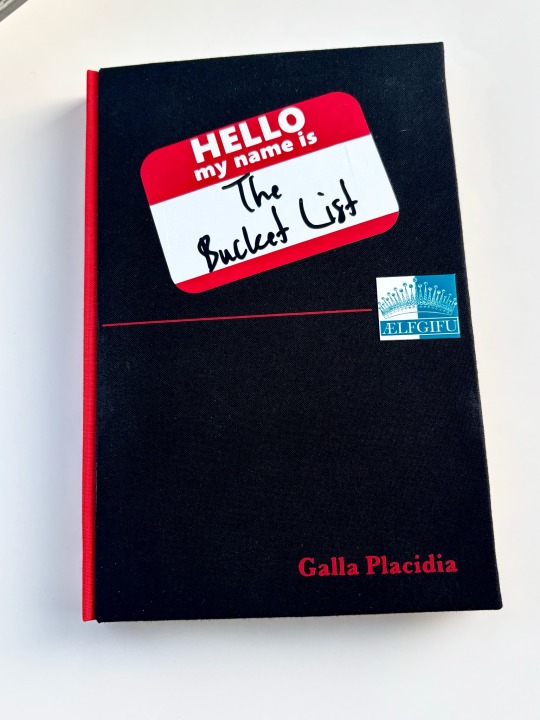 HELLO
my name is
The
Bucket List
ÆLFGIFU
Galla Placidia